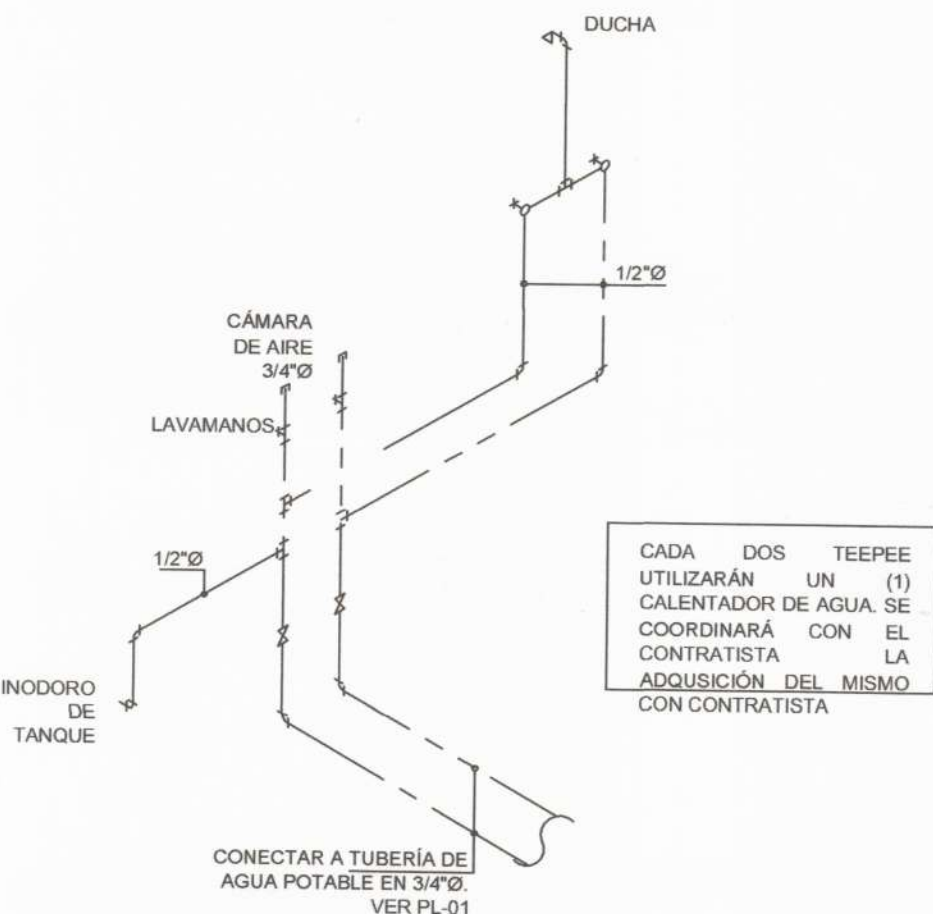 DUCHA
1/2"Ø
CÁMARA
DE AIRE
3/4"Ø
LAVAMANOS
1/2"Ø
INODORO
DE
TANQUE
CADA DOS TEEPEE
UTILIZARÁN UN (1)
CALENTADOR DE AGUA. SE
COORDINARÁ CON EL
CONTRATISTA LA
ADQUSICIÓN DEL MISMO
CON CONTRATISTA
CONECTAR A TUBERÍA DE
AGUA POTABLE EN 3/4"Ø.
VER PL-01